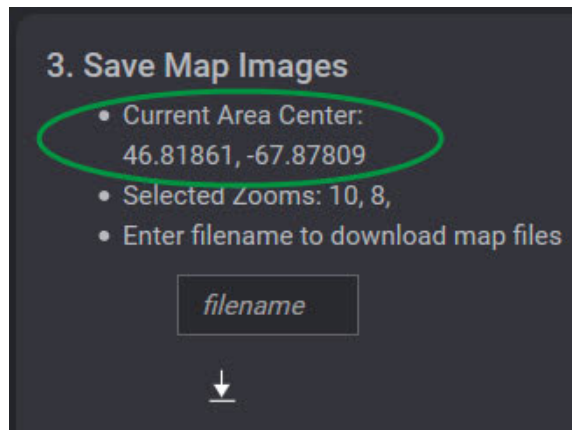 3. Save Map Images
• Current Area Center:
46.81861, -67.87809
• Selected Zooms: 10, 8,
• Enter filename to download map files
filename